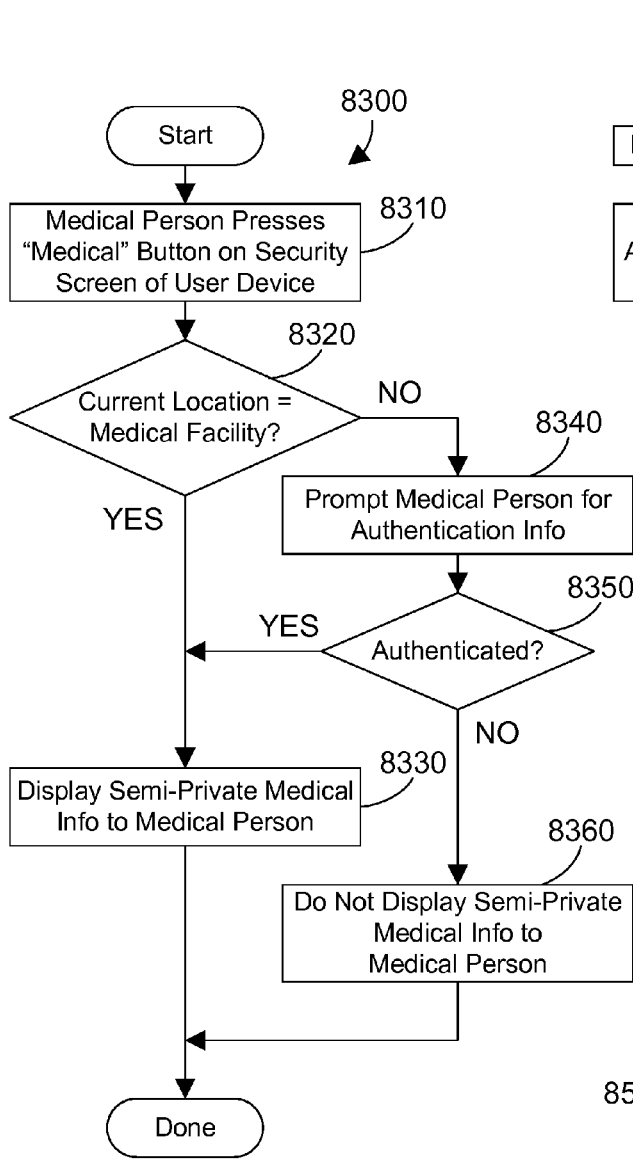 8300
Start
8310
Medical Person Presses
“Medical” Button on Security
Screen of User Device
8320
Current Location =
Medical Facility?
NO
8340
Prompt Medical Person for
Authentication Info
YES
8350
Authenticated?
YES
NO
8330
Display Semi-Private Medical
Info to Medical Person
8360
Do Not Display Semi-Private
Medical Info to
Medical Person
Done